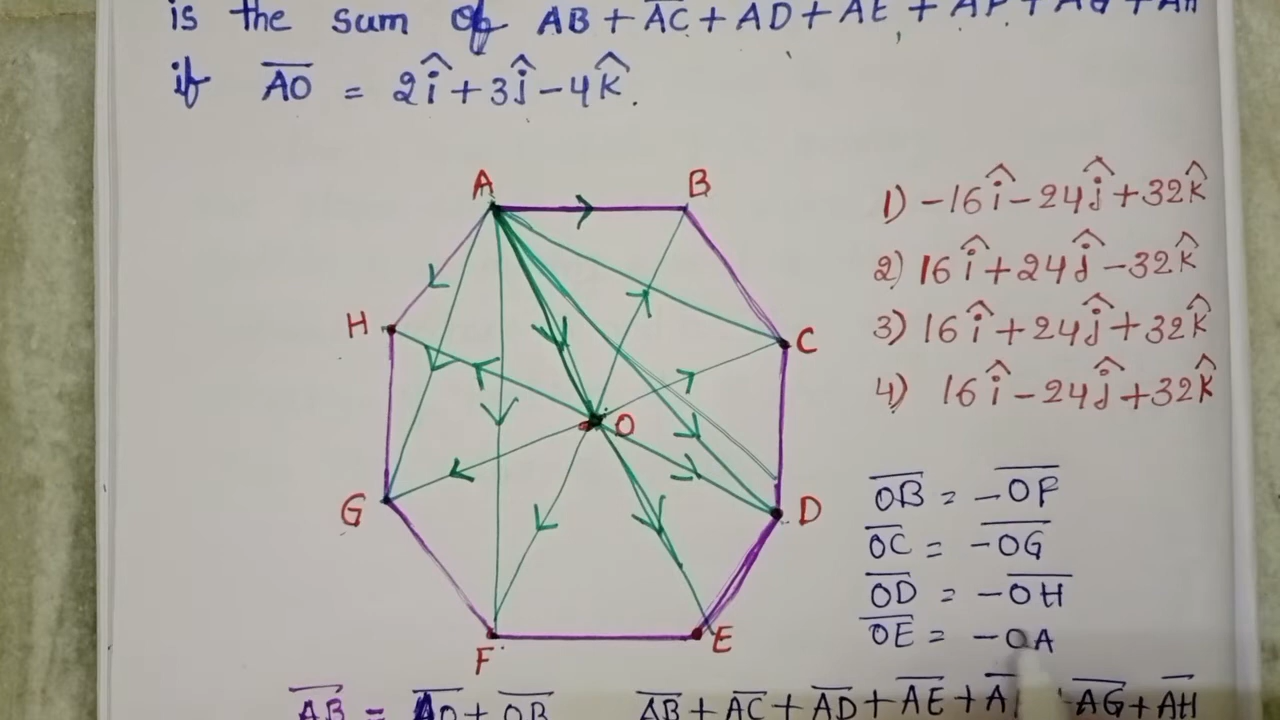 is the sum of AB + AC + AD + AE + AF + AG + AH
if AO = 2î + 3ĵ - 4k̂.
A
B
1) -16î - 24ĵ + 32k̂
2) 16î + 24ĵ - 32k̂
H
3) 16î + 24ĵ + 32k̂
C
4) 16î - 24ĵ + 32k̂
O
G
D
OB = -OF
OC = -OG
OD = -OH
OE = -OA
F
E
AB = AO + OB
AB + AC + AD + AE + A AG + AH